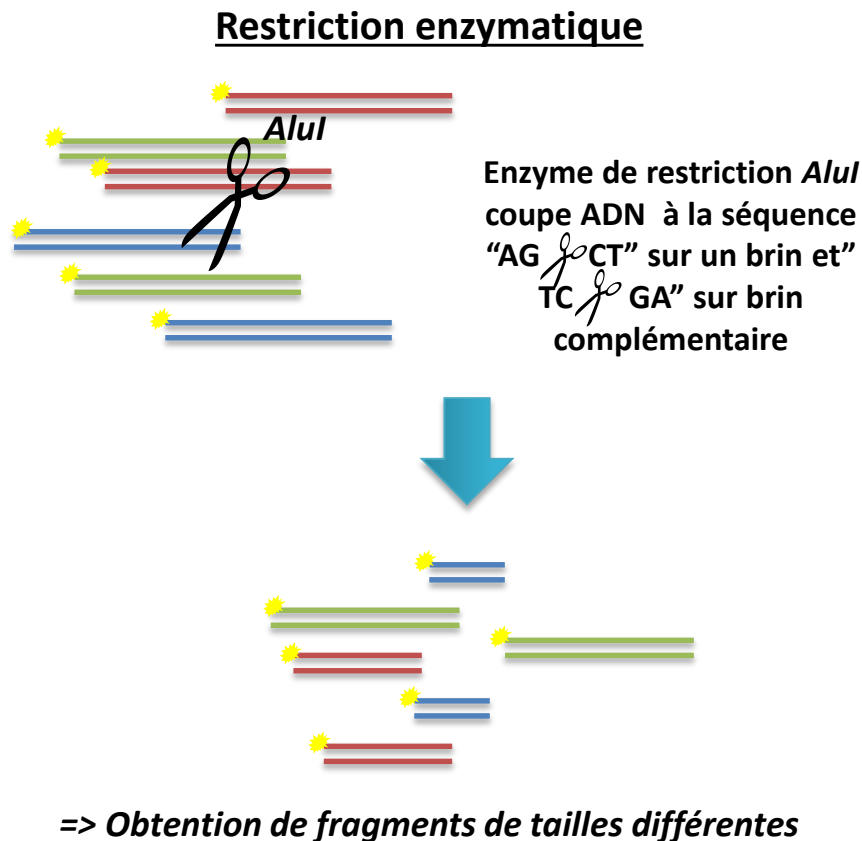 Restriction enzymatique
AluI
Enzyme de restriction AluI
coupe ADN à la séquence
“AG CT” sur un brin et”
TC GA” sur brin
complémentaire
=> Obtention de fragments de tailles différentes